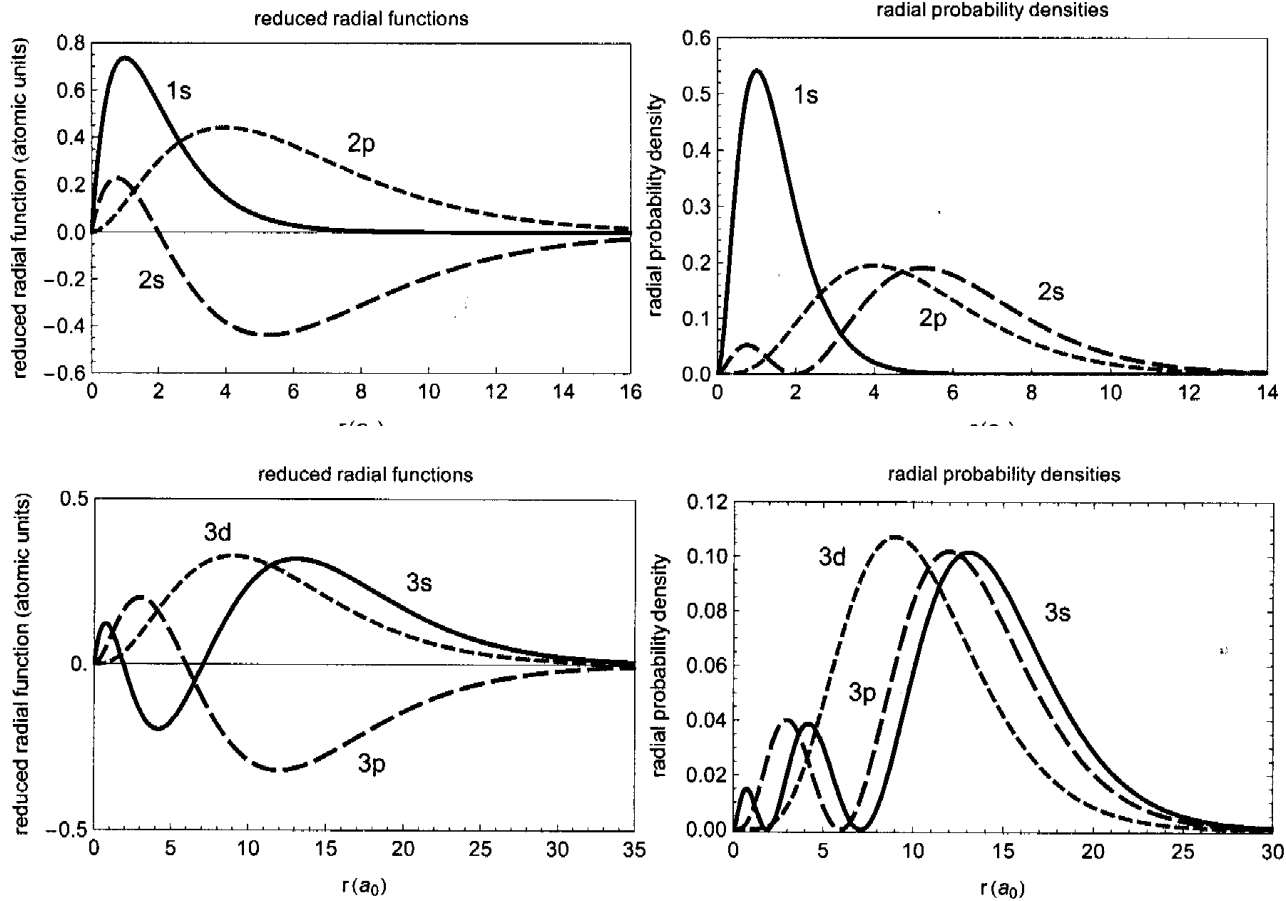 reduced radial functions
reduced radial function (atomic units)
0.8
0.6
0.4
0.2
0.0
−0.2
−0.4
−0.6
1s
2p
2s
0 2 4 6 8 10 12 14 16
radial probability densities
radial probability density
0.6
0.5
0.4
0.3
0.2
0.1
0.0
1s
2s
2p
0 2 4 6 8 10 12 14
reduced radial functions
reduced radial function (atomic units)
0.5
0.
−0.5
3d
3s
3p
0 5 10 15 20 25 30 35
r(a₀)
radial probability densities
radial probability density
0.12
0.10
0.08
0.06
0.04
0.02
0.00
3d
3s
3p
0 5 10 15 20 25 30
r(a₀)